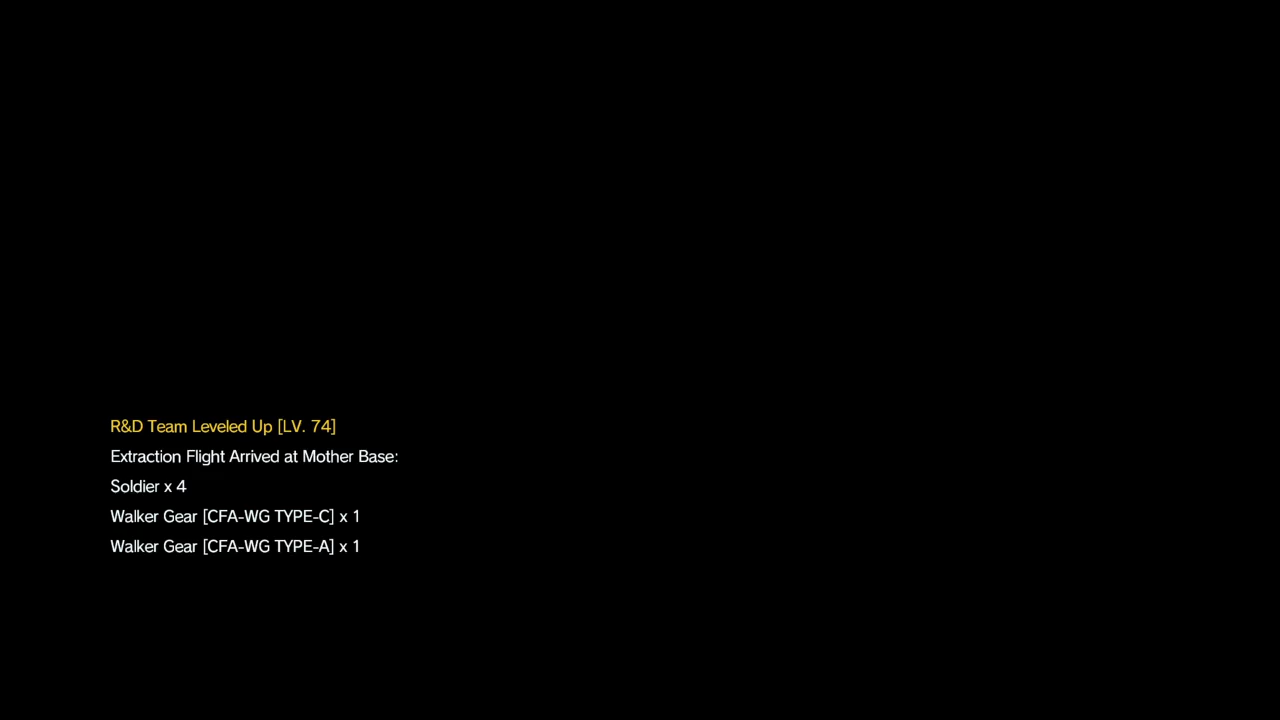 R&D Team Leveled Up [LV. 74]
Extraction Flight Arrived at Mother Base:
Soldier x 4
Walker Gear [CFA-WG TYPE-C] x 1
Walker Gear [CFA-WG TYPE-A] x 1